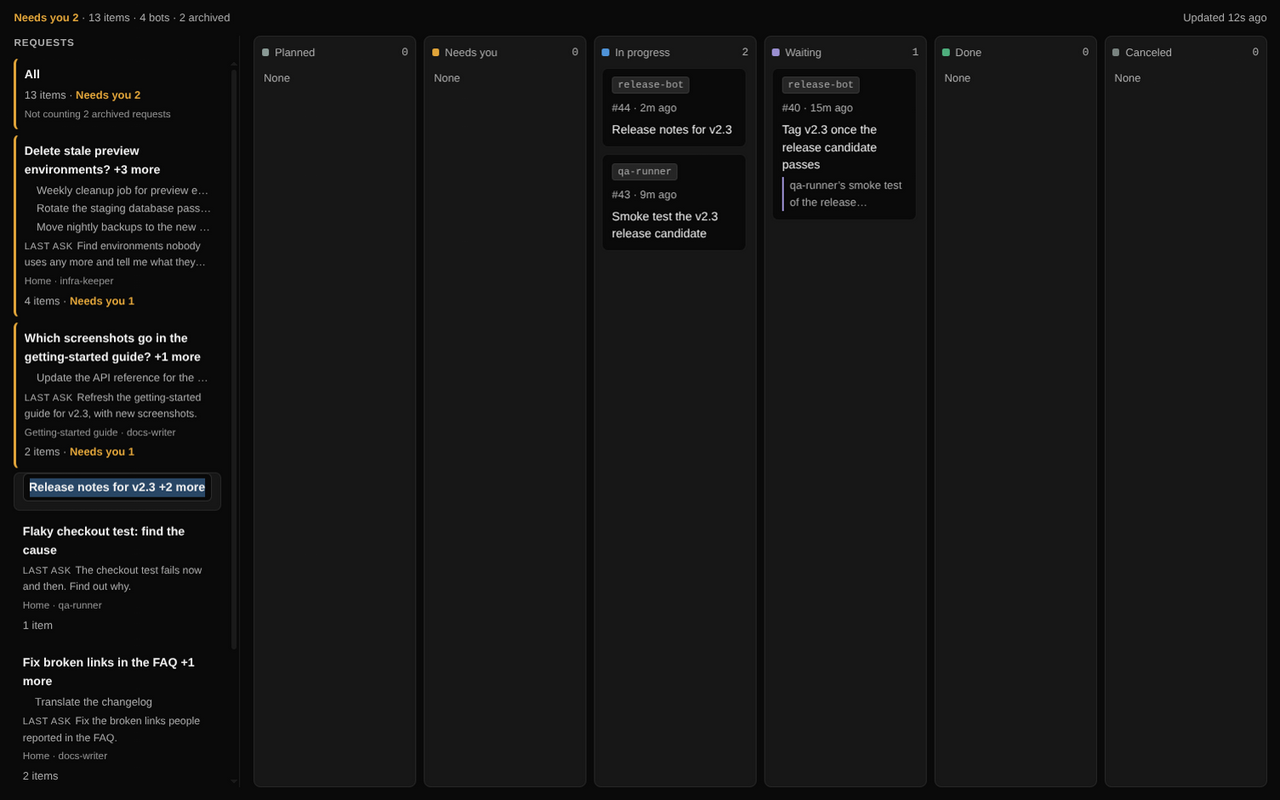 Needs you 2 · 13 items · 4 bots · 2 archived
Updated 12s ago
REQUESTS
All
13 items · Needs you 2
Not counting 2 archived requests
Delete stale preview
environments? +3 more
Weekly cleanup job for preview e…
Rotate the staging database pass…
Move nightly backups to the new …
LAST ASK Find environments nobody
uses any more and tell me what they…
Home · infra-keeper
4 items · Needs you 1
Which screenshots go in the
getting-started guide? +1 more
Update the API reference for the …
LAST ASK Refresh the getting-started
guide for v2.3, with new screenshots.
Getting-started guide · docs-writer
2 items · Needs you 1
Release notes for v2.3 +2 more
Flaky checkout test: find the
cause
LAST ASK The checkout test fails now
and then. Find out why.
Home · qa-runner
1 item
Fix broken links in the FAQ +1
more
Translate the changelog
LAST ASK Fix the broken links people
reported in the FAQ.
Home · docs-writer
2 items
Planned 0
None
Needs you 0
None
In progress 2
release-bot
#44 · 2m ago
Release notes for v2.3
qa-runner
#43 · 9m ago
Smoke test the v2.3
release candidate
Waiting 1
release-bot
#40 · 15m ago
Tag v2.3 once the
release candidate
passes
qa-runner's smoke test
of the release…
Done 0
None
Canceled 0
None